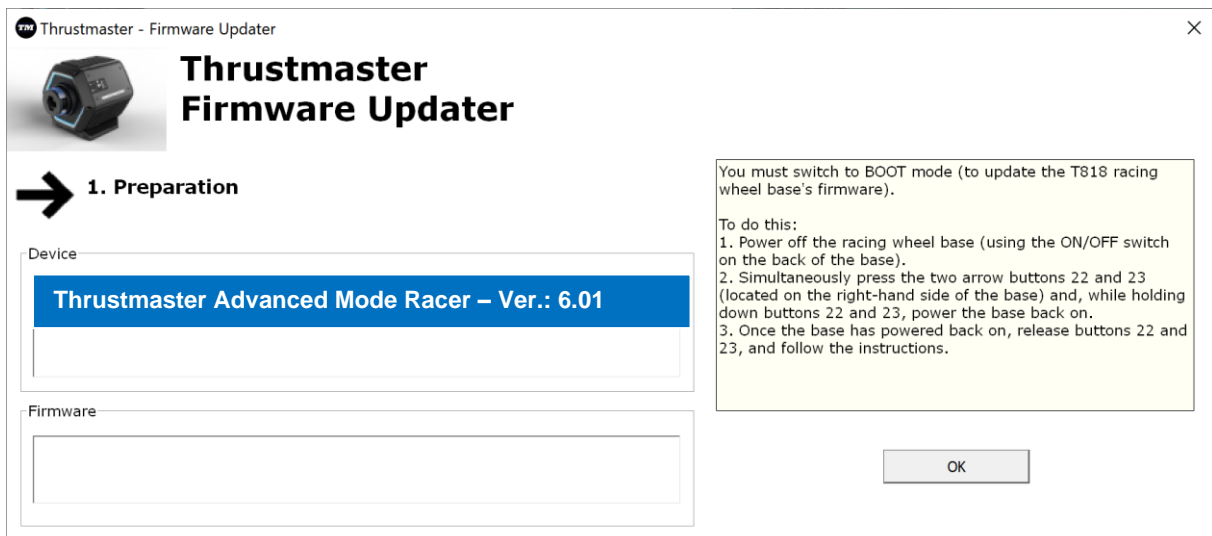 TM Thrustmaster - Firmware Updater
Thrustmaster
Firmware Updater
1. Preparation
Device
Thrustmaster Advanced Mode Racer – Ver.: 6.01
Firmware
You must switch to BOOT mode (to update the T818 racing
wheel base's firmware).
To do this:
1. Power off the racing wheel base (using the ON/OFF switch
on the back of the base).
2. Simultaneously press the two arrow buttons 22 and 23
(located on the right-hand side of the base) and, while holding
down buttons 22 and 23, power the base back on.
3. Once the base has powered back on, release buttons 22 and
23, and follow the instructions.
OK